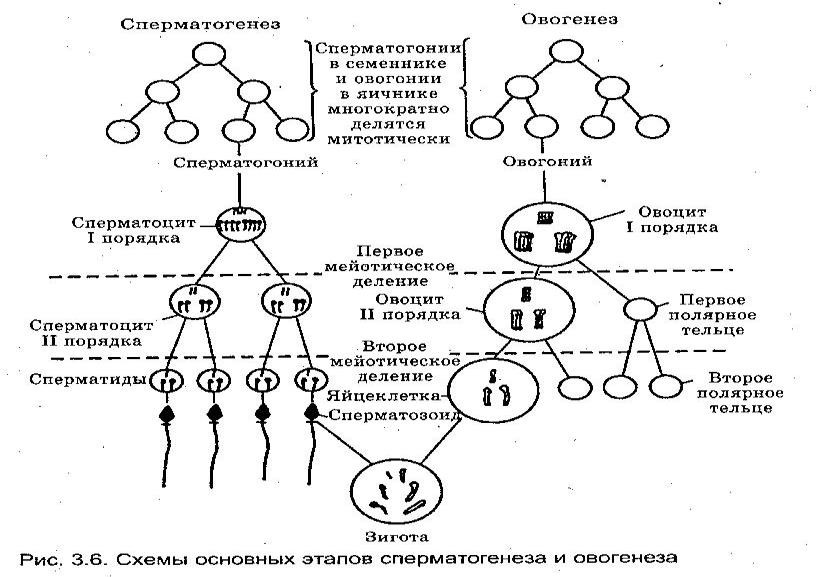 Сперматогенез
Овогенез
Сперматогонии
в семеннике
и овогонии
в яичнике
многократно
делятся
митотически
Сперматогоний
Овогоний
Сперматоцит
I порядка
Овоцит
I порядка
Первое
мейотическое
деление
Сперматоцит
II порядка
Овоцит
II порядка
Первое
полярное
тельце
Второе
мейотическое
деление
Сперматиды
Яйцеклетка
Сперматозоид
Второе
полярное
тельце
Зигота
Рис. 3.6. Схемы основных этапов сперматогенеза и овогенеза